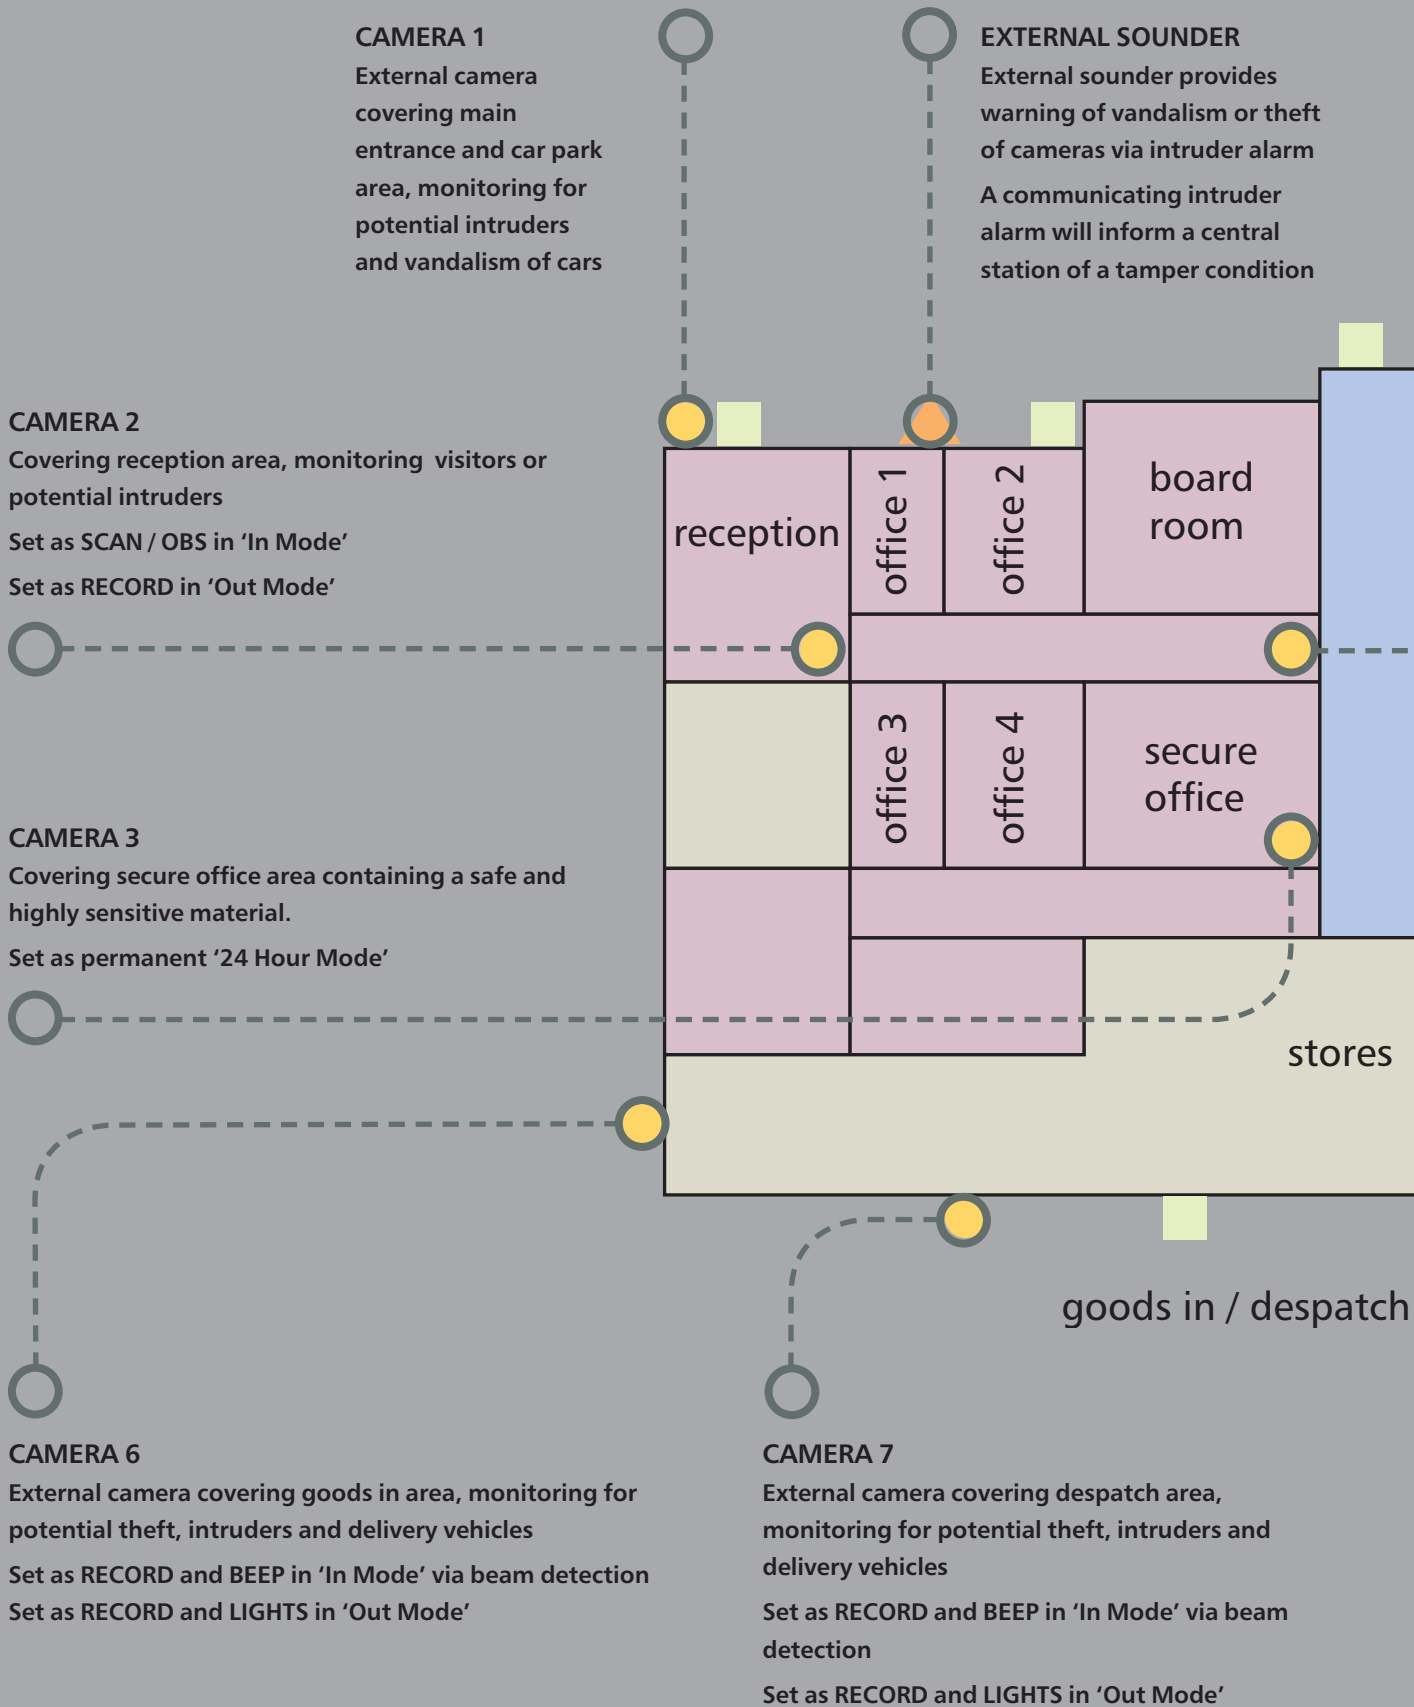 CAMERA 1
External camera
covering main
entrance and car park
area, monitoring for
potential intruders
and vandalism of cars
EXTERNAL SOUNDER
External sounder provides
warning of vandalism or theft
of cameras via intruder alarm
A communicating intruder
alarm will inform a central
station of a tamper condition
CAMERA 2
Covering reception area, monitoring visitors or
potential intruders
Set as SCAN / OBS in ‘In Mode’
Set as RECORD in ‘Out Mode’
reception
office 1
office 2
board
room
office 3
office 4
secure
office
CAMERA 3
Covering secure office area containing a safe and
highly sensitive material.
Set as permanent ‘24 Hour Mode’
stores
goods in / despatch
CAMERA 6
External camera covering goods in area, monitoring for
potential theft, intruders and delivery vehicles
Set as RECORD and BEEP in ‘In Mode’ via beam detection
Set as RECORD and LIGHTS in ‘Out Mode’
CAMERA 7
External camera covering despatch area,
monitoring for potential theft, intruders and
delivery vehicles
Set as RECORD and BEEP in ‘In Mode’ via beam
detection
Set as RECORD and LIGHTS in ‘Out Mode’